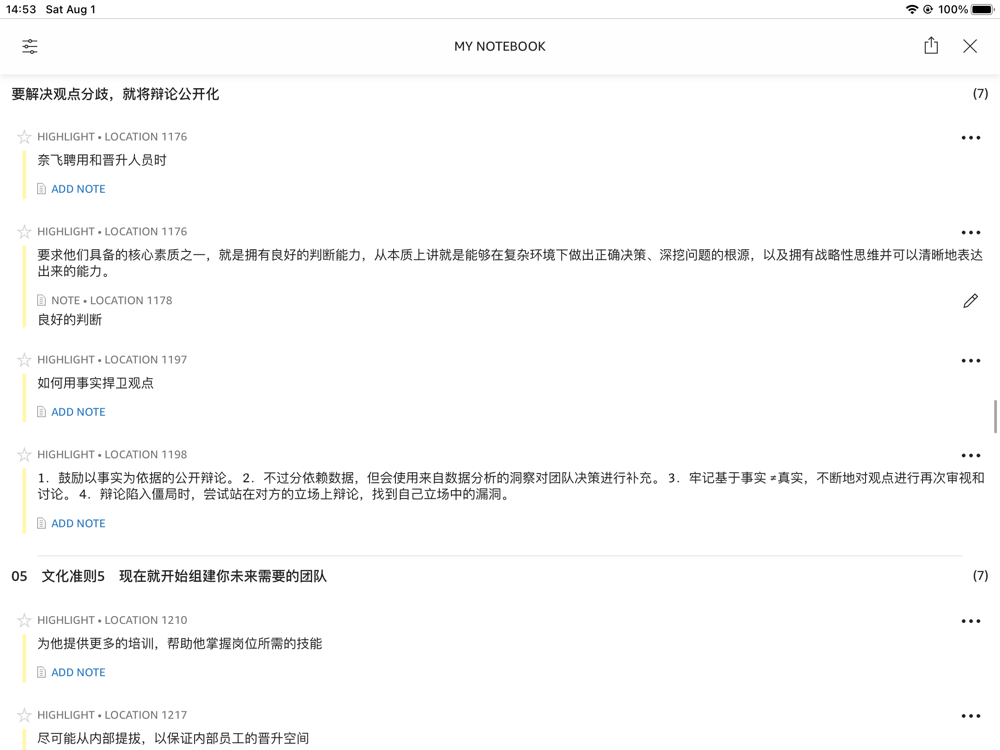 14:53 Sat Aug 1 100%
MY NOTEBOOK
要解决观点分歧，就将辩论公开化 (7)
HIGHLIGHT • LOCATION 1176
奈飞聘用和晋升人员时
ADD NOTE
HIGHLIGHT • LOCATION 1176
要求他们具备的核心素质之一，就是拥有良好的判断能力，从本质上讲就是能够在复杂环境下做出正确决策、深挖问题的根源，以及拥有战略性思维并可以清晰地表达
出来的能力。
NOTE • LOCATION 1178
良好的判断
HIGHLIGHT • LOCATION 1197
如何用事实捍卫观点
ADD NOTE
HIGHLIGHT • LOCATION 1198
1．鼓励以事实为依据的公开辩论。 2．不过分依赖数据，但会使用来自数据分析的洞察对团队决策进行补充。 3．牢记基于事实 ≠真实，不断地对观点进行再次审视和
讨论。 4．辩论陷入僵局时，尝试站在对方的立场上辩论，找到自己立场中的漏洞。
ADD NOTE
05 文化准则5 现在就开始组建你未来需要的团队 (7)
HIGHLIGHT • LOCATION 1210
为他提供更多的培训，帮助他掌握岗位所需的技能
ADD NOTE
HIGHLIGHT • LOCATION 1217
尽可能从内部提拔，以保证内部员工的晋升空间